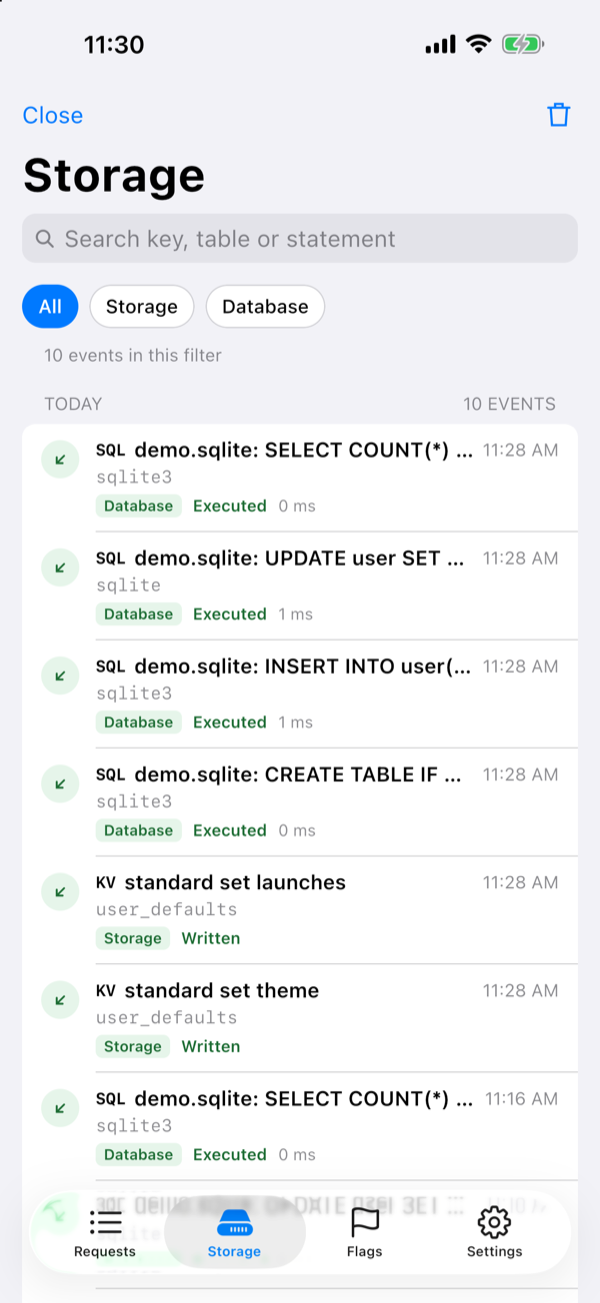 11:30
Close
Storage
Search key, table or statement
All
Storage
Database
10 events in this filter
TODAY
10 EVENTS
SQL demo.sqlite: SELECT COUNT(*) ... 11:28 AM
sqlite3
Database Executed 0 ms
SQL demo.sqlite: UPDATE user SET ... 11:28 AM
sqlite
Database Executed 1 ms
SQL demo.sqlite: INSERT INTO user(... 11:28 AM
sqlite3
Database Executed 1 ms
SQL demo.sqlite: CREATE TABLE IF ... 11:28 AM
sqlite3
Database Executed 0 ms
KV standard set launches 11:28 AM
user_defaults
Storage Written
KV standard set theme 11:28 AM
user_defaults
Storage Written
SQL demo.sqlite: SELECT COUNT(*) ... 11:16 AM
sqlite3
Database Executed 0 ms
Requests
Storage
Flags
Settings